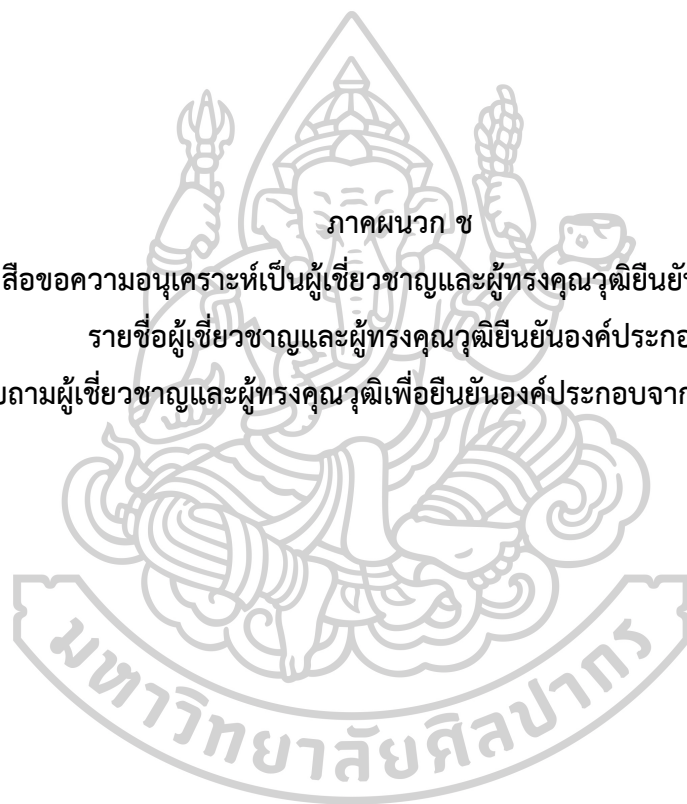 ภาคผนวก ช
สือขอความอนุเคราะห์เป็นผู้เชี่ยวชาญและผู้ทรงคุณวุฒิยืนยั
รายชื่อผู้เชี่ยวชาญและผู้ทรงคุณวุฒิยืนยันองค์ประกอ
ถามผู้เชี่ยวชาญและผู้ทรงคุณวุฒิเพื่อยืนยันองค์ประกอบจาก
มหาวิทยาลัยศิลปากร